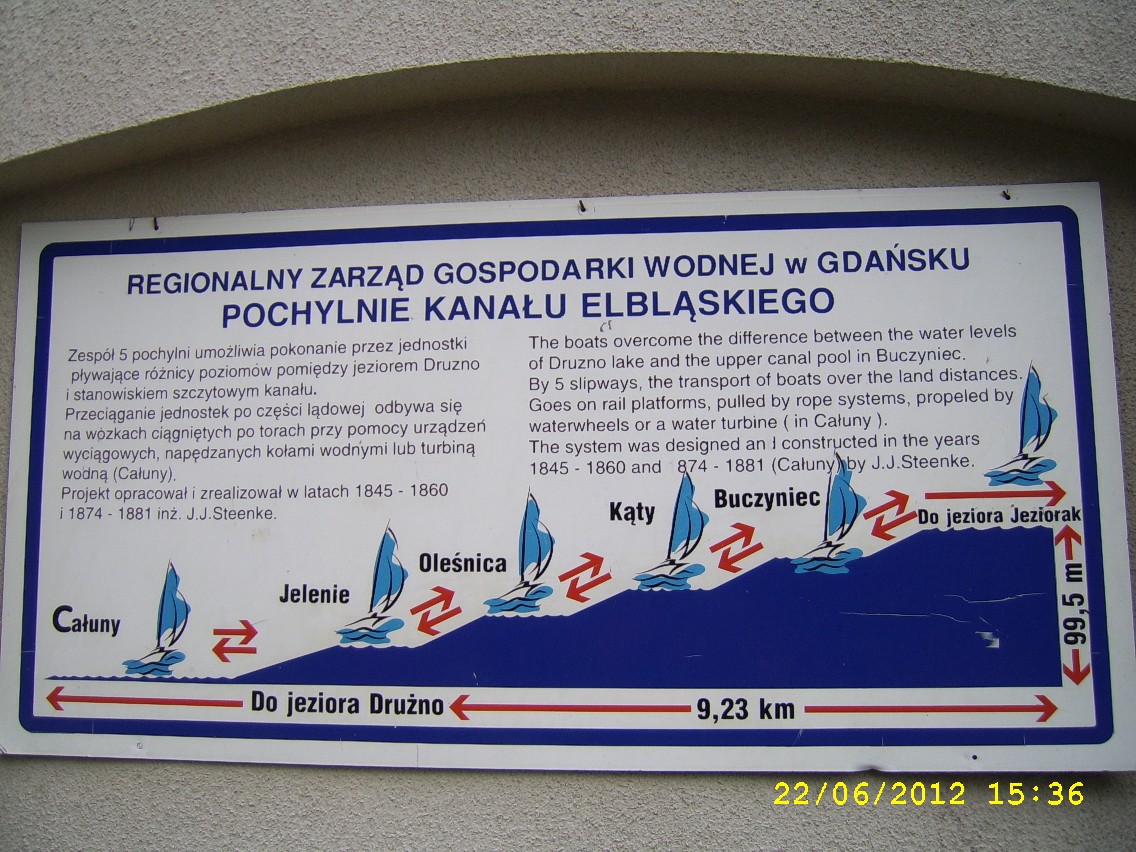 REGIONALNY ZARZĄD GOSPODARKI WODNEJ w GDAŃSKU
POCHYLNIE KANAŁU ELBLĄSKIEGO
Zespół 5 pochylni umożliwia pokonanie przez jednostki
pływające różnicy poziomów pomiędzy jeziorem Druzno
i stanowiskiem szczytowym kanału.
Przeciąganie jednostek po części lądowej odbywa się
na wózkach ciągniętych po torach przy pomocy urządzeń
wyciągowych, napędzanych kołami wodnymi lub turbiną
wodną (Całuny).
Projekt opracował i zrealizował w latach 1845 - 1860
i 1874 - 1881 inż. J.J.Steenke.
The boats overcome the difference between the water levels
of Druzno lake and the upper canal pool in Buczyniec.
By 5 slipways, the transport of boats over the land distances.
Goes on rail platforms, pulled by rope systems, propeled by
waterwheels or a water turbine ( in Całuny ).
The system was designed and constructed in the years
1845 - 1860 and 874 - 1881 (Całuny) by J.J.Steenke.
Całuny
Jelenie
Oleśnica
Kąty
Buczyniec
Do jeziora Jeziorak
99,5 m
Do jeziora Drużno
9,23 km
22/06/2012 15:36